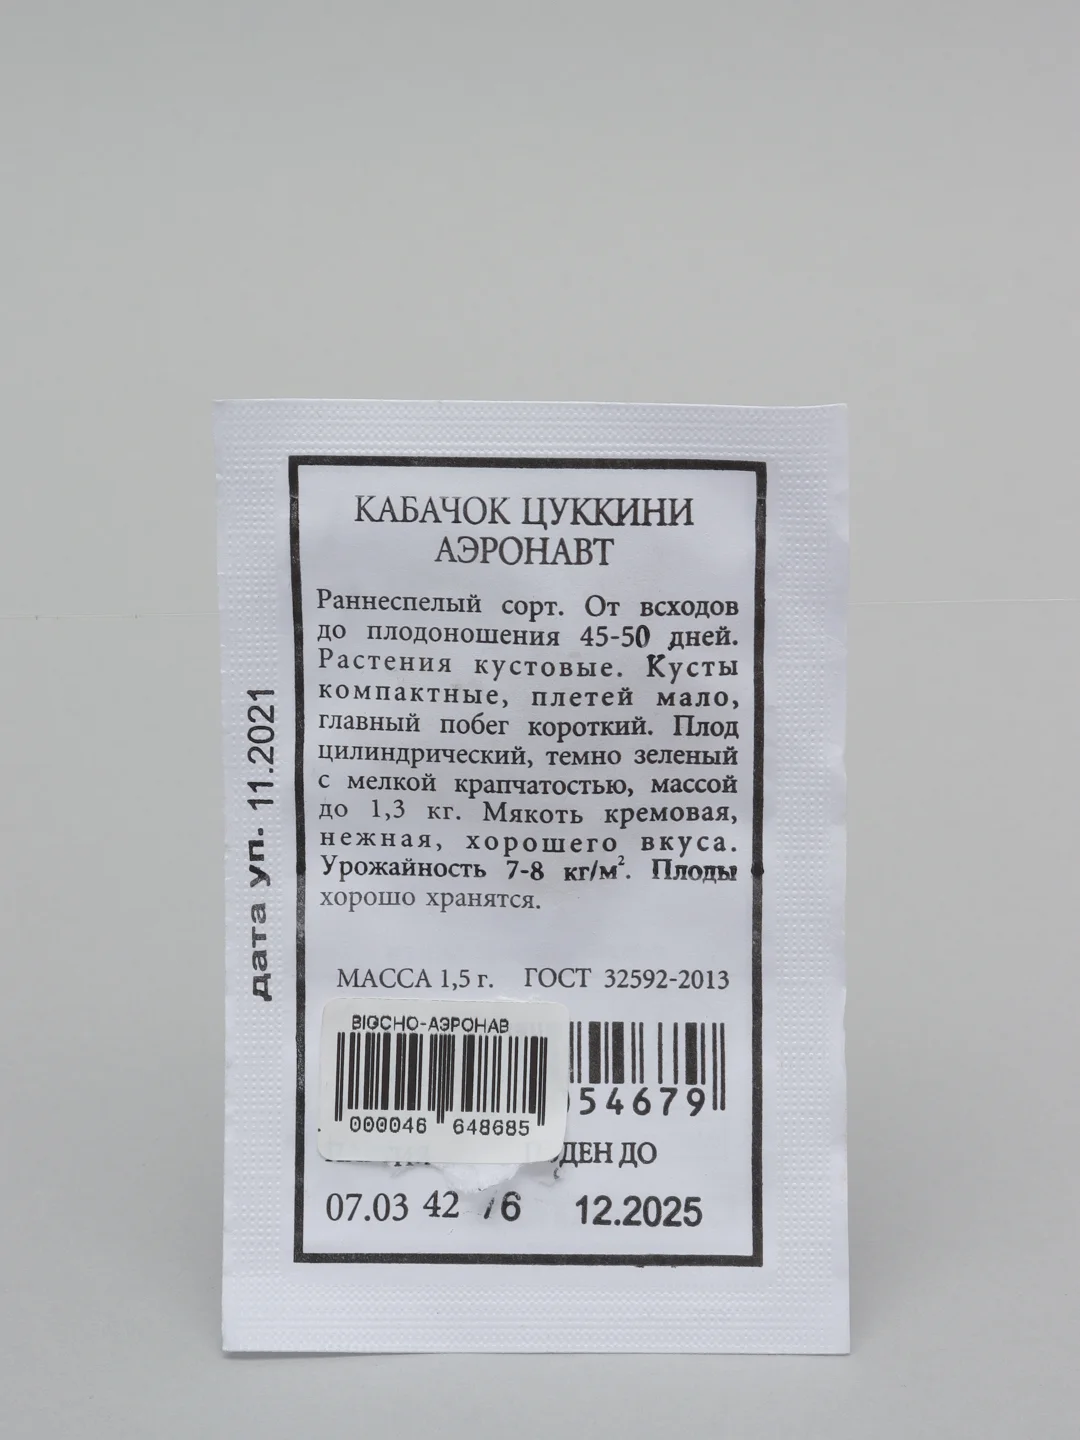 КАБАЧОК ЦУККИНИ
АЭРОНАВТ
Раннеспелый сорт. От всходов
до плодоношения 45-50 дней.
Растения кустовые. Кусты
компактные, плетей мало,
главный побег короткий. Плод
цилиндрический, темно зеленый
с мелкой крапчатостью, массой
до 1,3 кг. Мякоть кремовая,
нежная, хорошего вкуса.
Урожайность 7-8 кг/м². Плоды
хорошо хранятся.
дата уп. 11.2021
МАССА 1,5 г. ГОСТ 32592-2013
BIOCHO-АЭРОНАВ
000046 648685
54679
ДО
07.03 42 12.2025